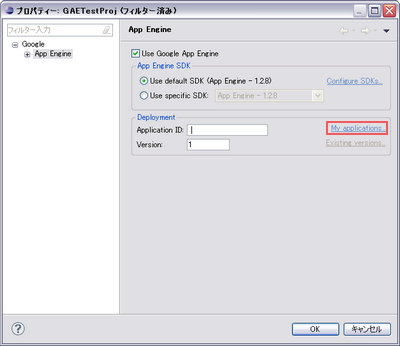 プロパティー: GAETestProj (フィルター済み)
フィルター入力
Google
App Engine
App Engine
Use Google App Engine
App Engine SDK
Use default SDK (App Engine - 1.2.8)
Configure SDKs...
Use specific SDK:
App Engine - 1.2.8
Deployment
Application ID:
My applications...
Version:
1
Existing versions...
?
OK
キャンセル